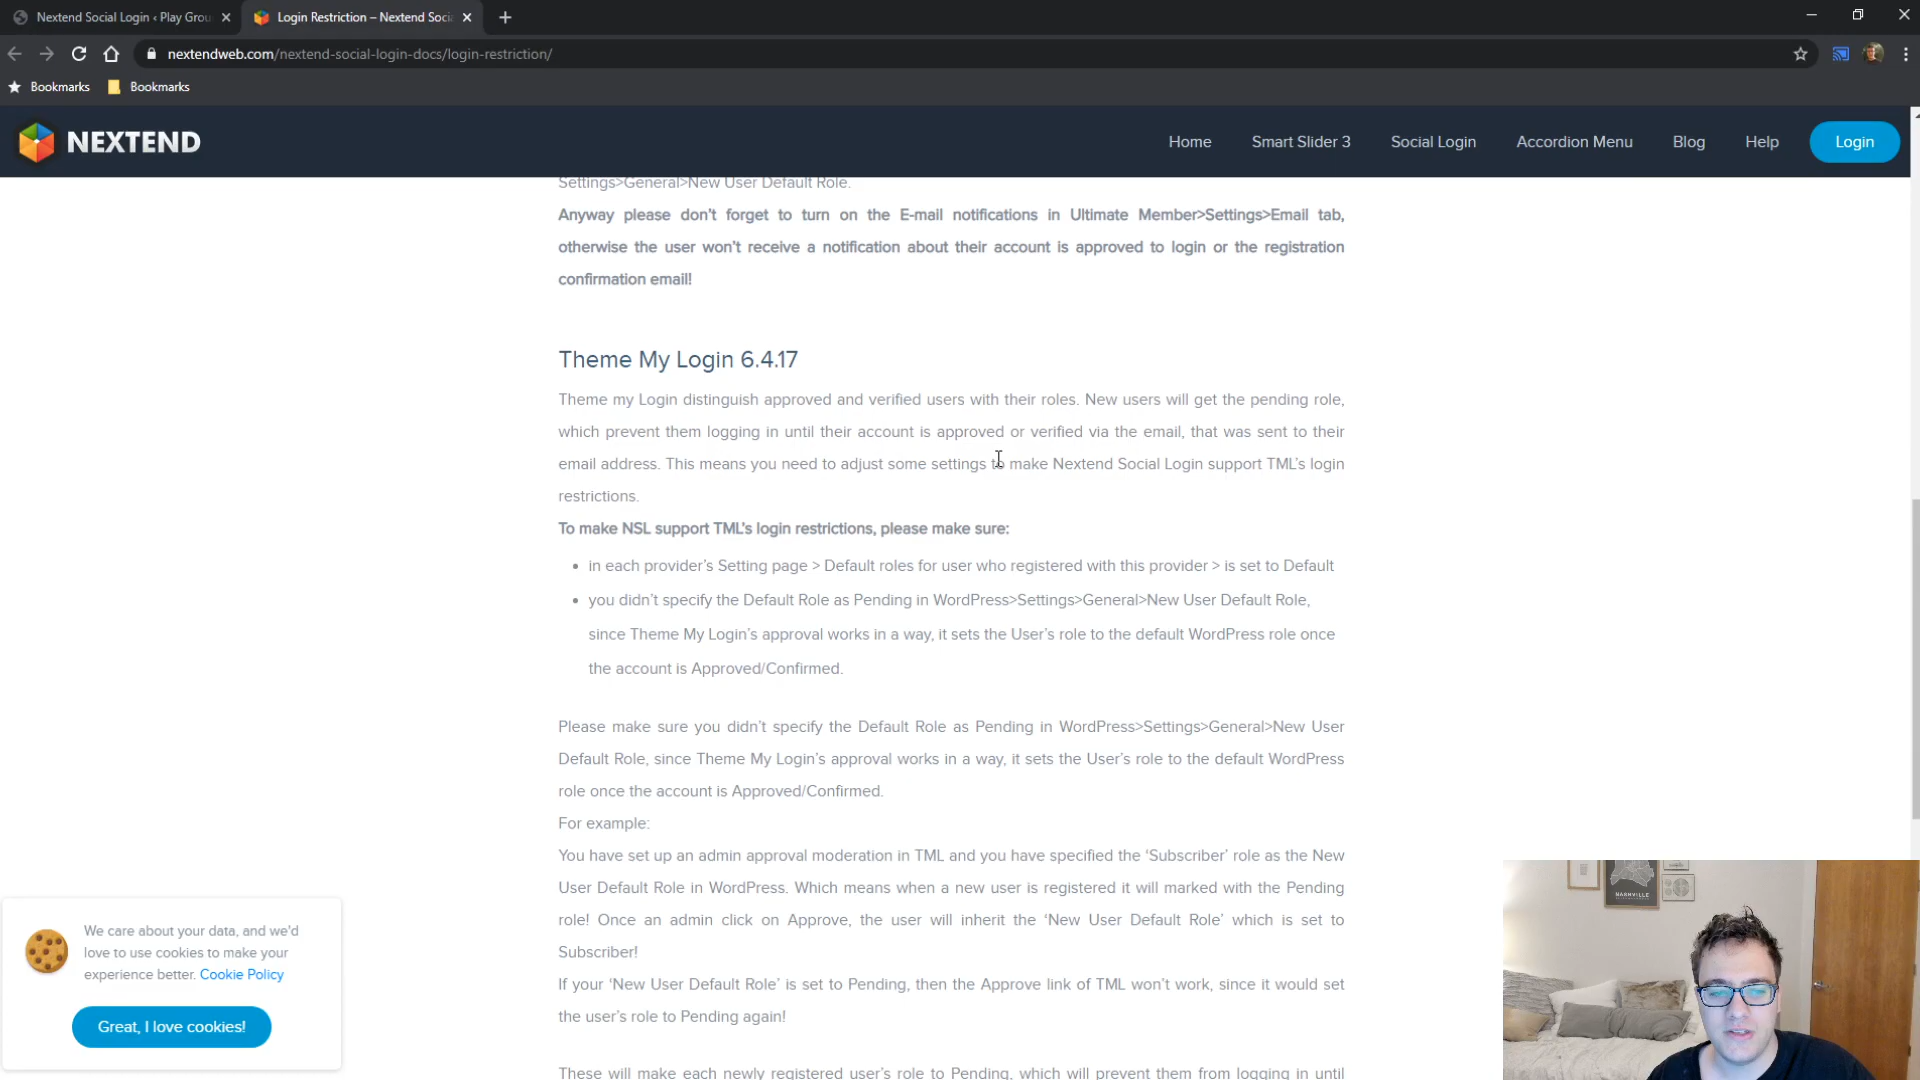 Nextend Social Login ‹ Play Grou
Login Restriction – Nextend Soci
nextendweb.com/nextend-social-login-docs/login-restriction/
Bookmarks
Bookmarks
NEXTEND
Home
Smart Slider 3
Social Login
Accordion Menu
Blog
Help
Login
Settings>General>New User Default Role.
Anyway please don't forget to turn on the E-mail notifications in Ultimate Member>Settings>Email tab,
otherwise the user won't receive a notification about their account is approved to login or the registration
confirmation email!
Theme My Login 6.4.17
Theme my Login distinguish approved and verified users with their roles. New users will get the pending role,
which prevent them logging in until their account is approved or verified via the email, that was sent to their
email address. This means you need to adjust some settings to make Nextend Social Login support TML's login
restrictions.
To make NSL support TML's login restrictions, please make sure:
• in each provider's Setting page > Default roles for user who registered with this provider > is set to Default
• you didn't specify the Default Role as Pending in WordPress>Settings>General>New User Default Role,
since Theme My Login's approval works in a way, it sets the User's role to the default WordPress role once
the account is Approved/Confirmed.
Please make sure you didn't specify the Default Role as Pending in WordPress>Settings>General>New User
Default Role, since Theme My Login's approval works in a way, it sets the User's role to the default WordPress
role once the account is Approved/Confirmed.
For example:
You have set up an admin approval moderation in TML and you have specified the 'Subscriber' role as the New
User Default Role in WordPress. Which means when a new user is registered it will marked with the Pending
role! Once an admin click on Approve, the user will inherit the 'New User Default Role' which is set to
Subscriber!
If your 'New User Default Role' is set to Pending, then the Approve link of TML won't work, since it would set
the user's role to Pending again!
These will make each newly registered user's role to Pending, which will prevent them from logging in until
We care about your data, and we'd
love to use cookies to make your
experience better. Cookie Policy
Great, I love cookies!
NASHVILLE